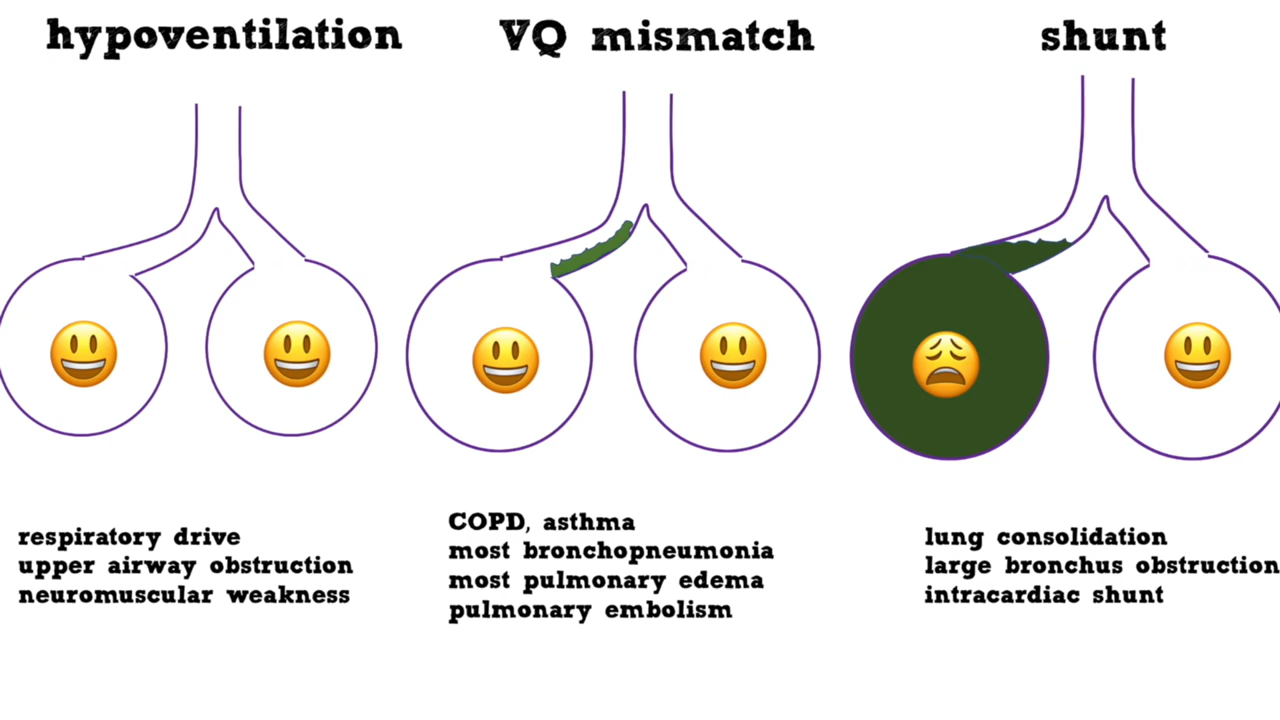 hypoventilation
respiratory drive
upper airway obstruction
neuromuscular weakness
VQ mismatch
COPD, asthma
most bronchopneumonia
most pulmonary edema
pulmonary embolism
shunt
lung consolidation
large bronchus obstruction
intracardiac shunt